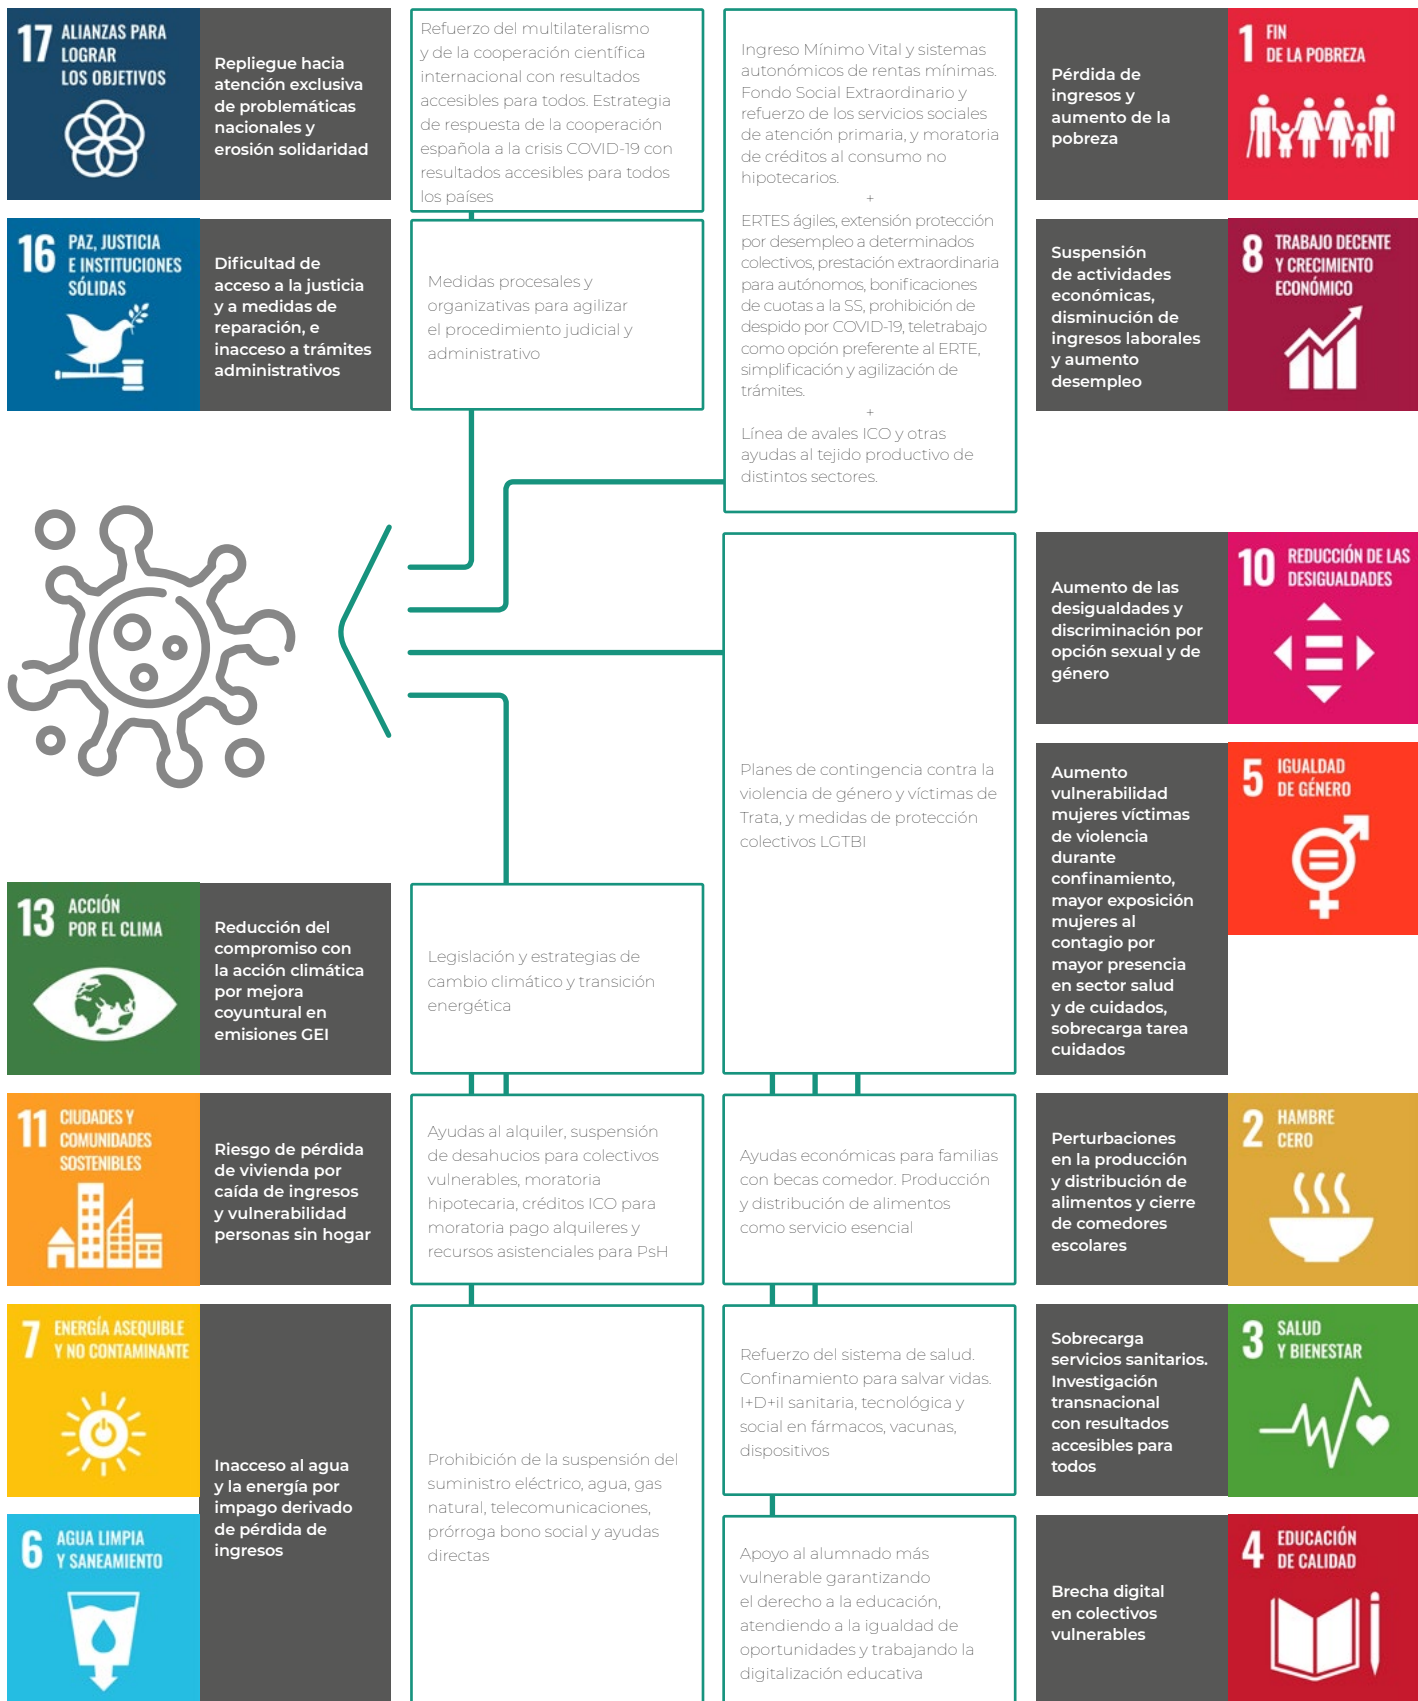 17 ALIANZAS PARA
LOGRAR
LOS OBJETIVOS
Repliegue hacia
atención exclusiva
de problemáticas
nacionales y
erosión solidaridad
Refuerzo del multilateralismo
y de la cooperación científica
internacional con resultados
accesibles para todos. Estrategia
de respuesta de la cooperación
española a la crisis COVID-19 con
resultados accesibles para todos
los países
Ingreso Mínimo Vital y sistemas
autonómicos de rentas mínimas.
Fondo Social Extraordinario y
refuerzo de los servicios sociales
de atención primaria, y moratoria
de créditos al consumo no
hipotecarios.
+
ERTES ágiles, extensión protección
por desempleo a determinados
colectivos, prestación extraordinaria
para autónomos, bonificaciones
de cuotas a la SS, prohibición de
despido por COVID-19, teletrabajo
como opción preferente al ERTE,
simplificación y agilización de
trámites.
+
Línea de avales ICO y otras
ayudas al tejido productivo de
distintos sectores.
Pérdida de
ingresos y
aumento de la
pobreza
1 FIN
DE LA POBREZA
16 PAZ, JUSTICIA
E INSTITUCIONES
SÓLIDAS
Dificultad de
acceso a la justicia
y a medidas de
reparación, e
inacceso a trámites
administrativos
Medidas procesales y
organizativas para agilizar
el procedimiento judicial y
administrativo
Suspensión
de actividades
económicas,
disminución de
ingresos laborales
y aumento
desempleo
8 TRABAJO DECENTE
Y CRECIMIENTO
ECONÓMICO
Aumento de las
desigualdades y
discriminación por
opción sexual y de
género
10 REDUCCIÓN DE LAS
DESIGUALDADES
Planes de contingencia contra la
violencia de género y víctimas de
Trata, y medidas de protección
colectivos LGTBI
Aumento
vulnerabilidad
mujeres víctimas
de violencia
durante
confinamiento,
mayor exposición
mujeres al
contagio por
mayor presencia
en sector salud
y de cuidados,
sobrecarga tarea
cuidados
5 IGUALDAD
DE GÉNERO
13 ACCIÓN
POR EL CLIMA
Reducción del
compromiso con
la acción climática
por mejora
coyuntural en
emisiones GEI
Legislación y estrategias de
cambio climático y transición
energética
11 CIUDADES Y
COMUNIDADES
SOSTENIBLES
Riesgo de pérdida
de vivienda por
caída de ingresos
y vulnerabilidad
personas sin hogar
Ayudas al alquiler, suspensión
de desahucios para colectivos
vulnerables, moratoria
hipotecaria, créditos ICO para
moratoria pago alquileres y
recursos asistenciales para PsH
Ayudas económicas para familias
con becas comedor. Producción
y distribución de alimentos
como servicio esencial
Perturbaciones
en la producción
y distribución de
alimentos y cierre
de comedores
escolares
2 HAMBRE
CERO
7 ENERGÍA ASEQUIBLE
Y NO CONTAMINANTE
6 AGUA LIMPIA
Y SANEAMIENTO
Inacceso al agua
y la energía por
impago derivado
de pérdida de
ingresos
Prohibición de la suspensión del
suministro eléctrico, agua, gas
natural, telecomunicaciones,
prórroga bono social y ayudas
directas
Refuerzo del sistema de salud.
Confinamiento para salvar vidas.
I+D+iI sanitaria, tecnológica y
social en fármacos, vacunas,
dispositivos
Sobrecarga
servicios sanitarios.
Investigación
transnacional
con resultados
accesibles para
todos
3 SALUD
Y BIENESTAR
Apoyo al alumnado más
vulnerable garantizando
el derecho a la educación,
atendiendo a la igualdad de
oportunidades y trabajando la
digitalización educativa
Brecha digital
en colectivos
vulnerables
4 EDUCACIÓN
DE CALIDAD